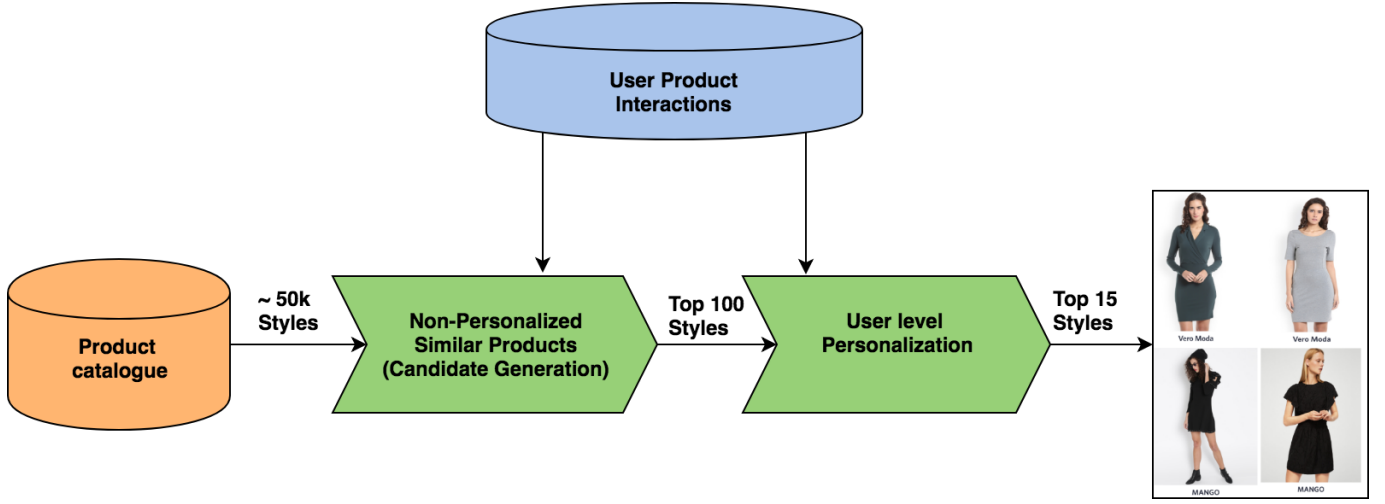 User Product
Interactions
~ 50k
Styles
Product
catalogue
Non-Personalized
Similar Products
(Candidate Generation)
Top 100
Styles
User level
Personalization
Top 15
Styles
Vero Moda
Vero Moda
MANGO
MANGO